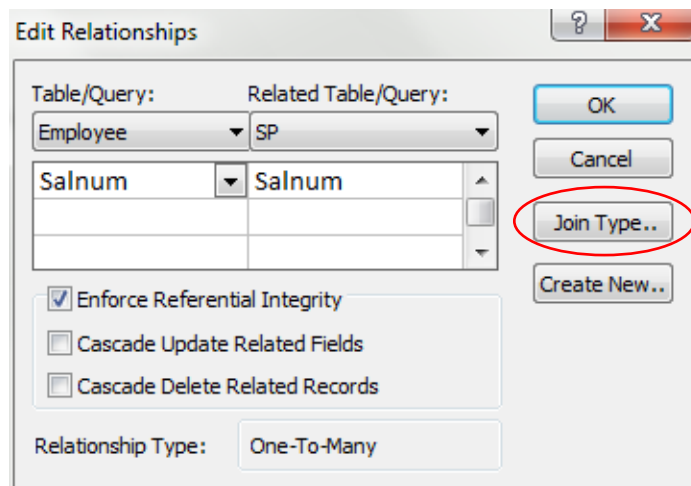 Edit Relationships
Table/Query: Related Table/Query:
Employee SP
OK
Salnum Salnum
Cancel
Join Type..
Create New..
Enforce Referential Integrity
Cascade Update Related Fields
Cascade Delete Related Records
Relationship Type: One-To-Many